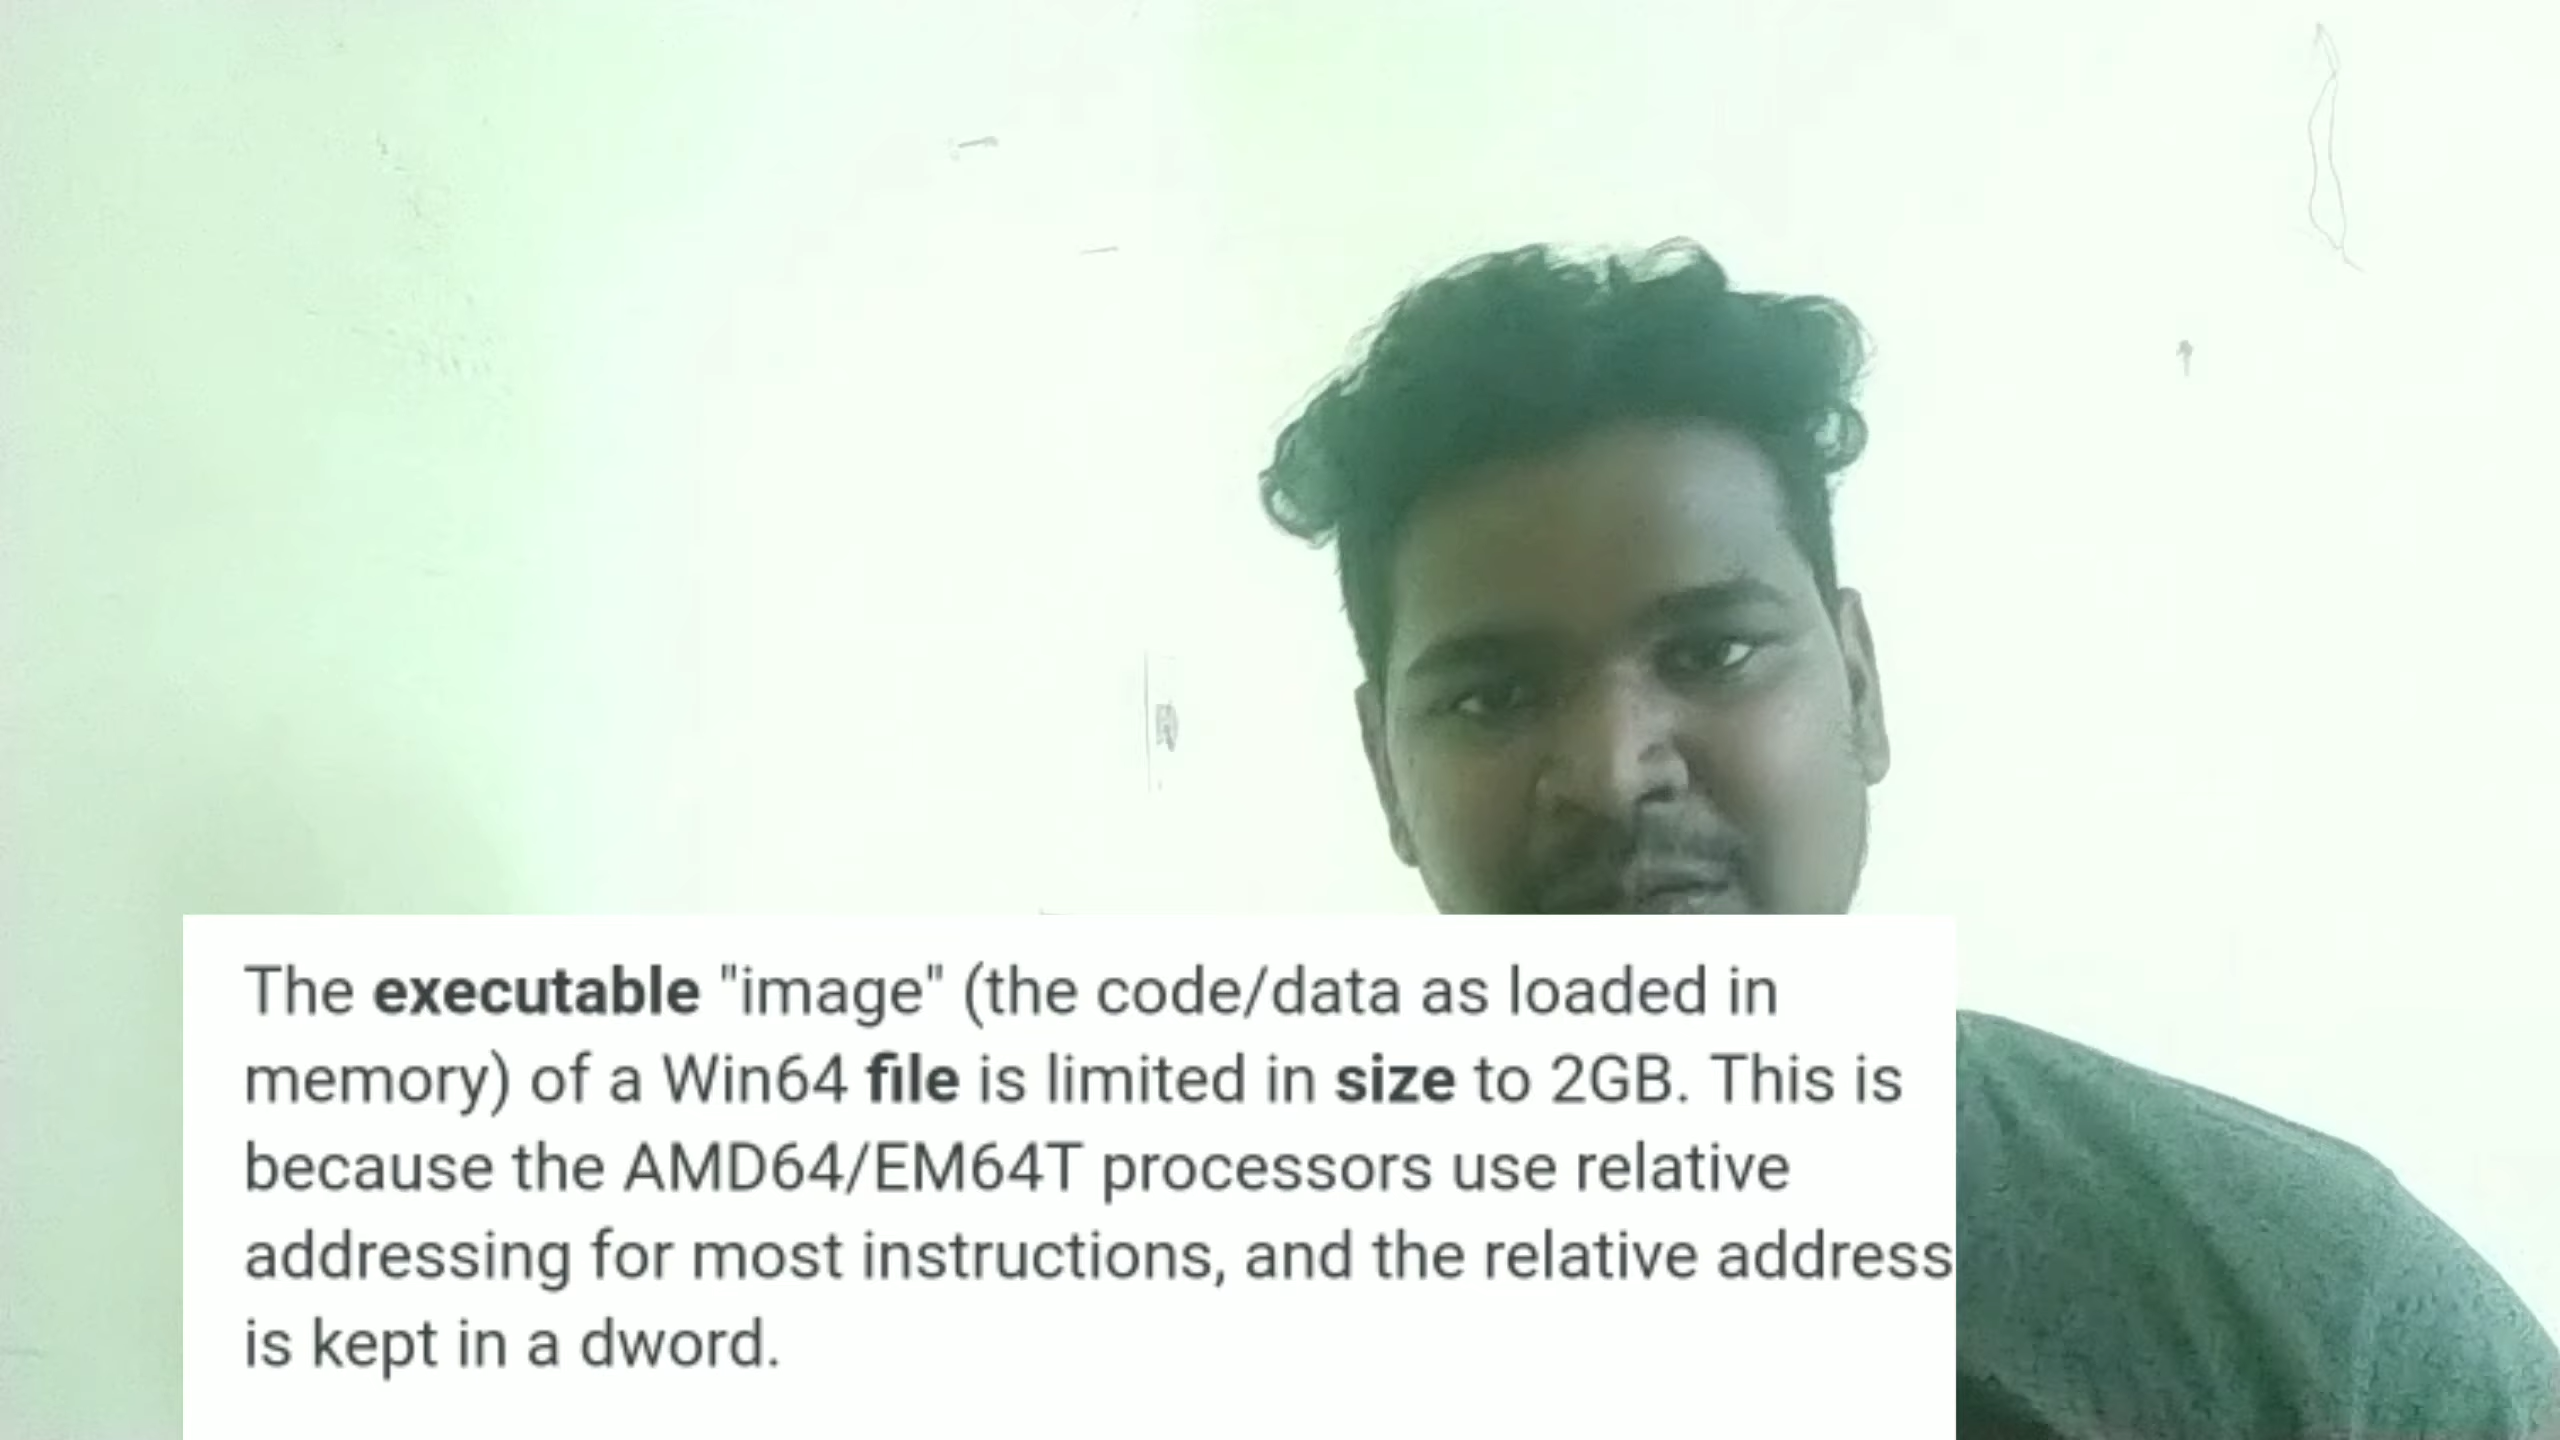 The executable "image" (the code/data as loaded in
memory) of a Win64 file is limited in size to 2GB. This is
because the AMD64/EM64T processors use relative
addressing for most instructions, and the relative address
is kept in a dword.